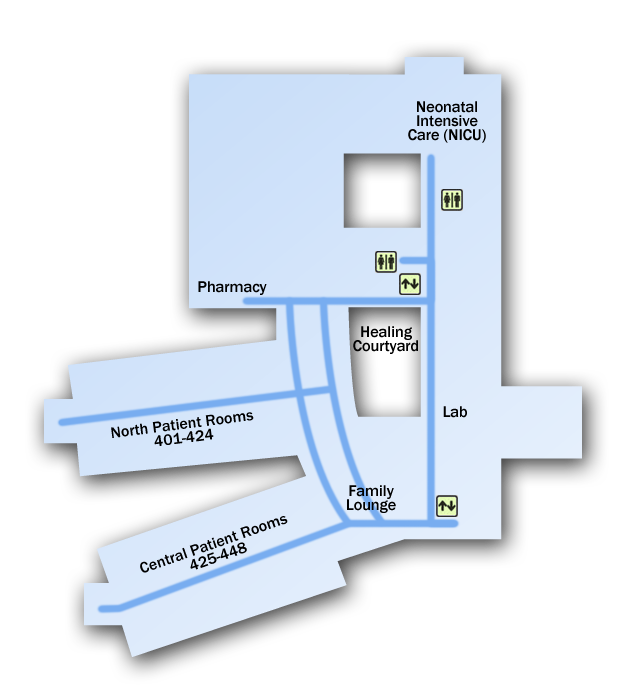 Neonatal
Intensive
Care (NICU)
Pharmacy
Healing
Courtyard
Lab
North Patient Rooms
401-424
Family
Lounge
Central Patient Rooms
425-448